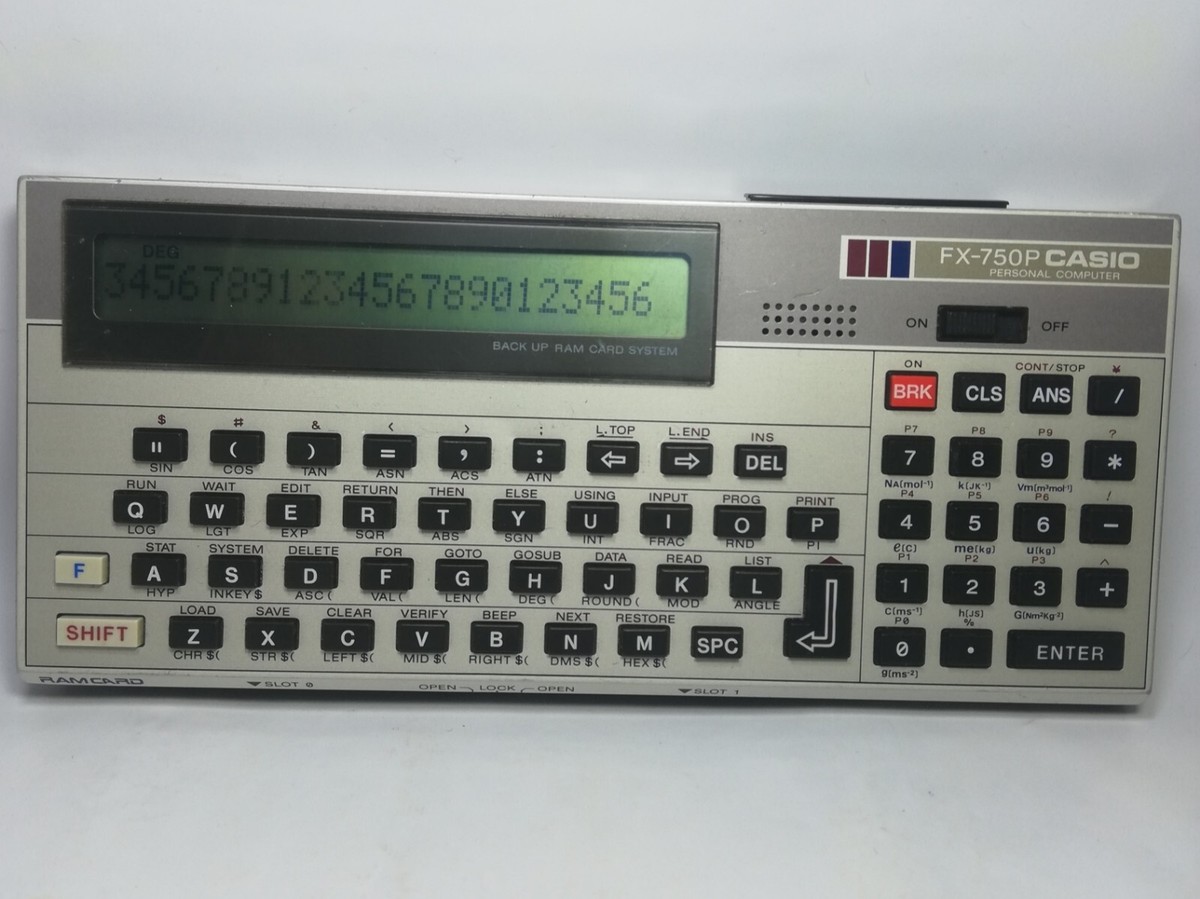 DEG
345678912345678901234​56
BACK UP RAM CARD SYSTEM
FX-750P CASIO
PERSONAL COMPUTER
ON OFF
ON CONT/STOP ¥
BRK CLS ANS /
$ # & < > ; L.TOP L.END INS
" ( ) = , : ⇦ ⇨ DEL
SIN COS TAN ASN ACS ATN
P7 P8 P9 ?
7 8 9 *
RUN WAIT EDIT RETURN THEN ELSE USING INPUT PROG PRINT
Q W E R T Y U I O P
LOG LGT EXP SQR ABS SGN INT FRAC RND PI
NA(mol⁻¹) k(JK⁻¹) Vm(m³mol⁻¹)
P4 P5 P6 !
4 5 6 −
STAT SYSTEM DELETE FOR GOTO GOSUB DATA READ LIST
F A S D F G H J K L
HYP INKEY$ ASC( VAL( LEN( DEG( ROUND( MOD ANGLE
e(C) me(kg) u(kg)
P1 P2 P3 ^
1 2 3 +
LOAD SAVE CLEAR VERIFY BEEP NEXT RESTORE
SHIFT Z X C V B N M SPC
CHR$( STR$( LEFT$( MID$( RIGHT$( DMS$( HEX$(
C(ms⁻¹) h(JS) G(Nm²Kg⁻²)
P0 %
0 . ENTER
g(ms⁻²)
RAM CARD SLOT 0 OPEN LOCK OPEN SLOT 1